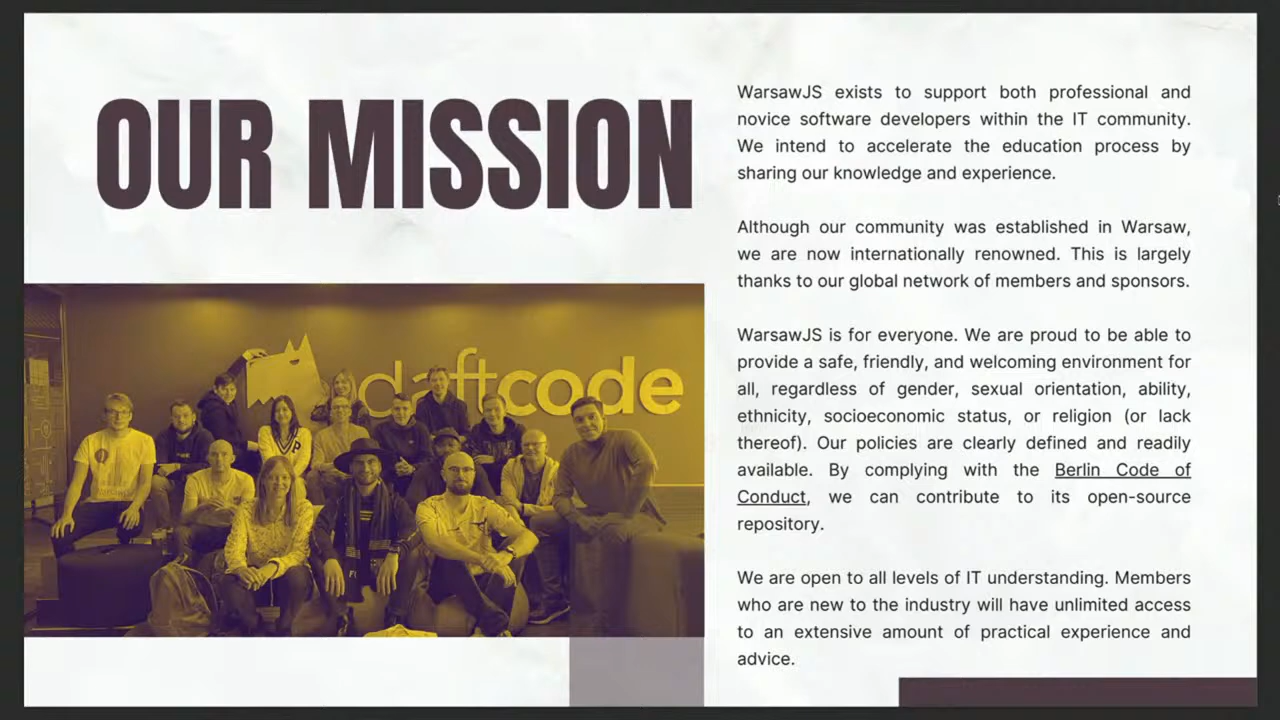 OUR MISSION
WarsawJS exists to support both professional and
novice software developers within the IT community.
We intend to accelerate the education process by
sharing our knowledge and experience.
Although our community was established in Warsaw,
we are now internationally renowned. This is largely
thanks to our global network of members and sponsors.
WarsawJS is for everyone. We are proud to be able to
provide a safe, friendly, and welcoming environment for
all, regardless of gender, sexual orientation, ability,
ethnicity, socioeconomic status, or religion (or lack
thereof). Our policies are clearly defined and readily
available. By complying with the Berlin Code of
Conduct, we can contribute to its open-source
repository.
We are open to all levels of IT understanding. Members
who are new to the industry will have unlimited access
to an extensive amount of practical experience and
advice.
daftcode